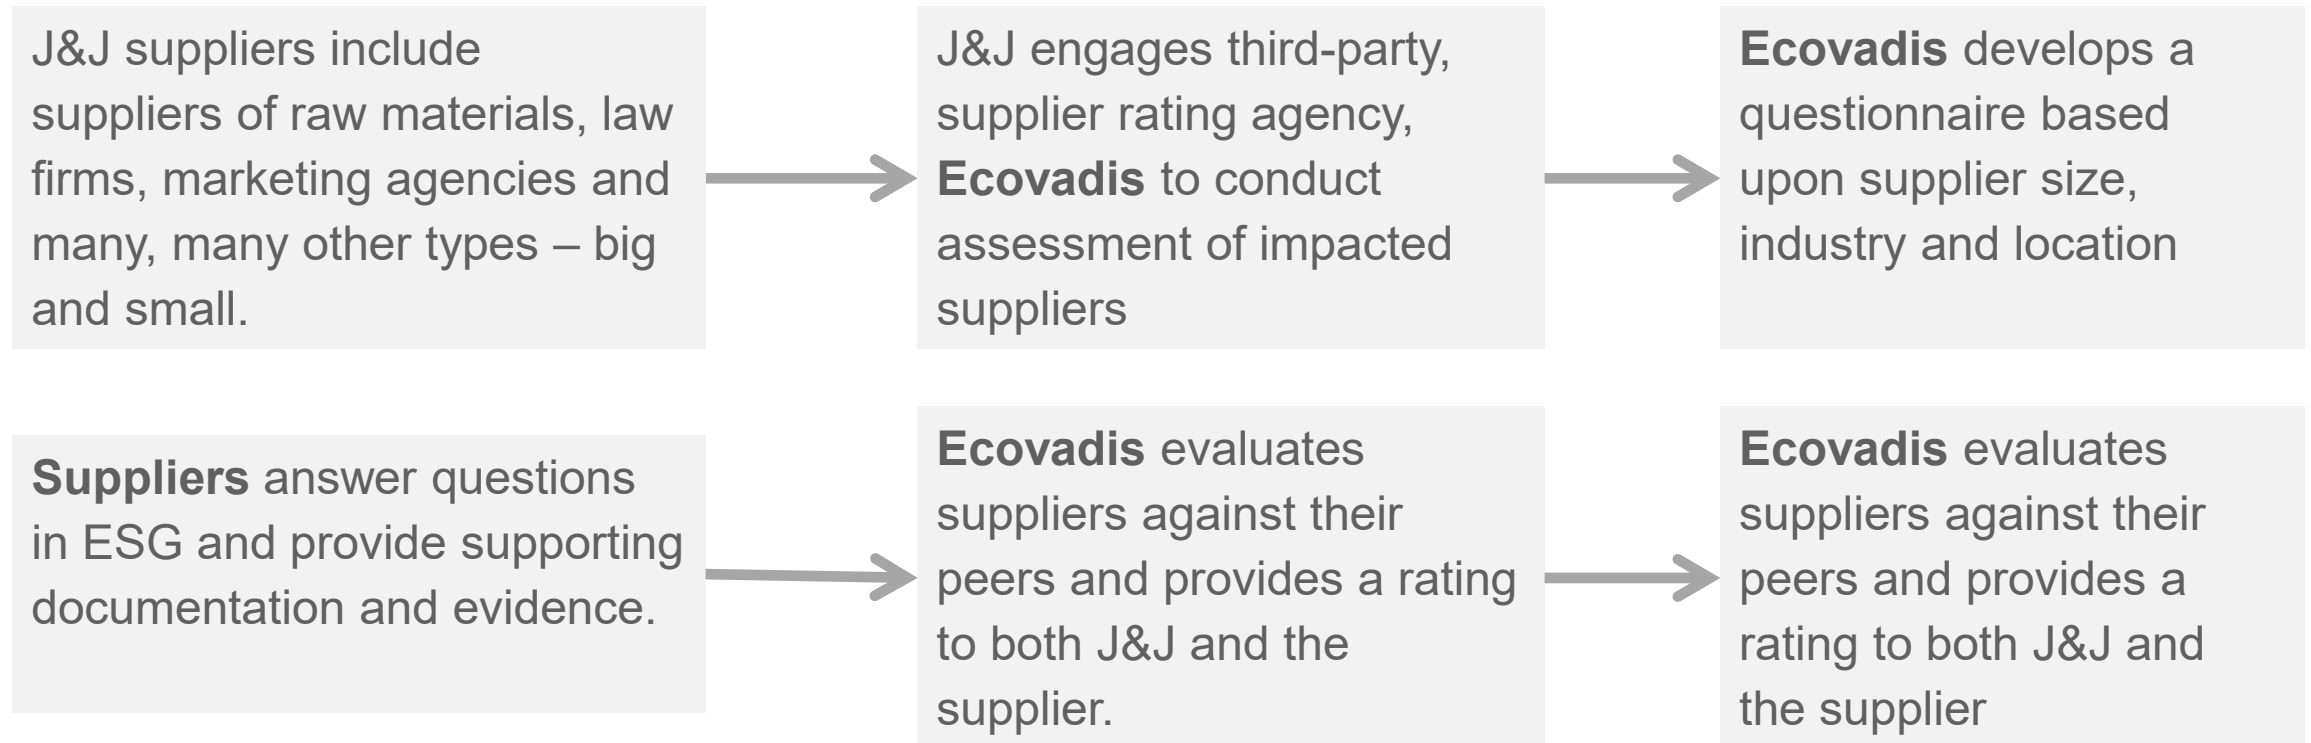 J&J suppliers include
suppliers of raw materials, law
firms, marketing agencies and
many, many other types – big
and small.
J&J engages third-party,
supplier rating agency,
Ecovadis to conduct
assessment of impacted
suppliers
Ecovadis develops a
questionnaire based
upon supplier size,
industry and location
Suppliers answer questions
in ESG and provide supporting
documentation and evidence.
Ecovadis evaluates
suppliers against their
peers and provides a rating
to both J&J and the
supplier.
Ecovadis evaluates
suppliers against their
peers and provides a
rating to both J&J and
the supplier